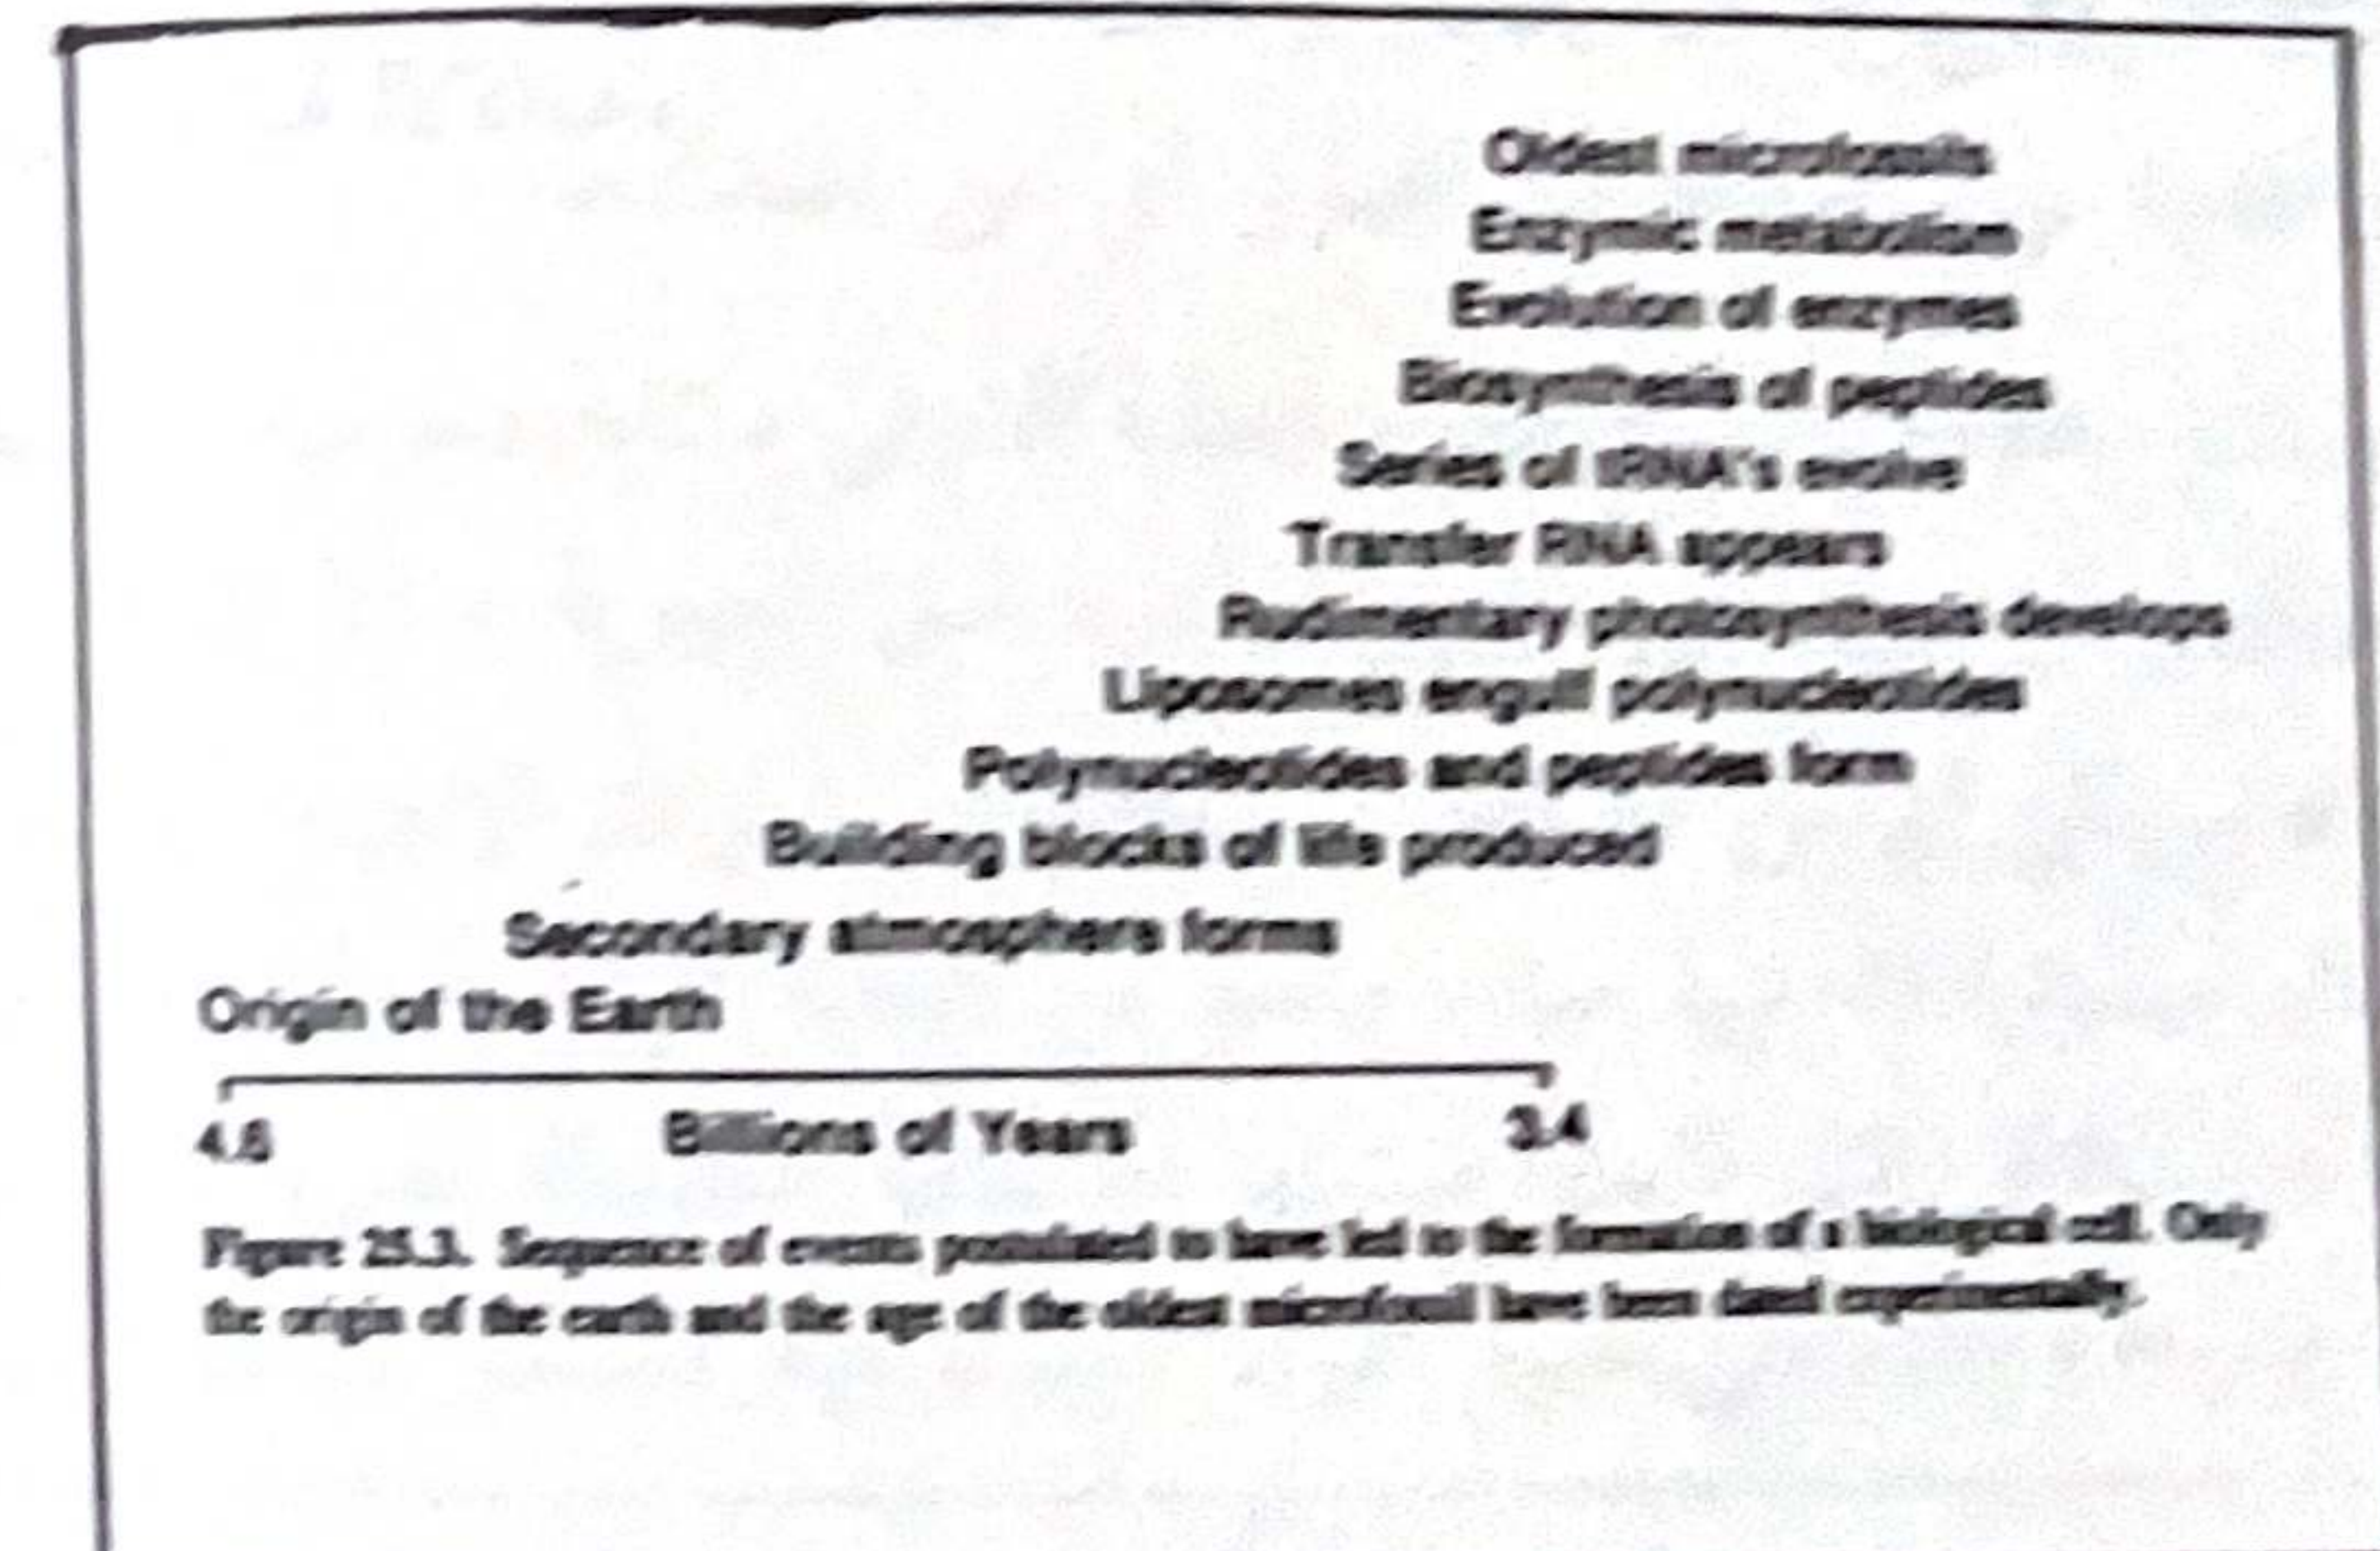 Oldest microfossils
Enzymic metabolism
Evolution of enzymes
Biosynthesis of peptides
Series of tRNA's evolve
Transfer RNA appears
Rudimentary photosynthesis develops
Liposomes engulf polynucleotides
Polynucleotides and peptides form
Building blocks of life produced
Secondary atmosphere forms
Origin of the Earth
4.6 Billions of Years 3.4
Figure 25.3. Sequence of events postulated to have led to the formation of a biological cell. Only
the origin of the earth and the age of the oldest microfossil have been dated experimentally.